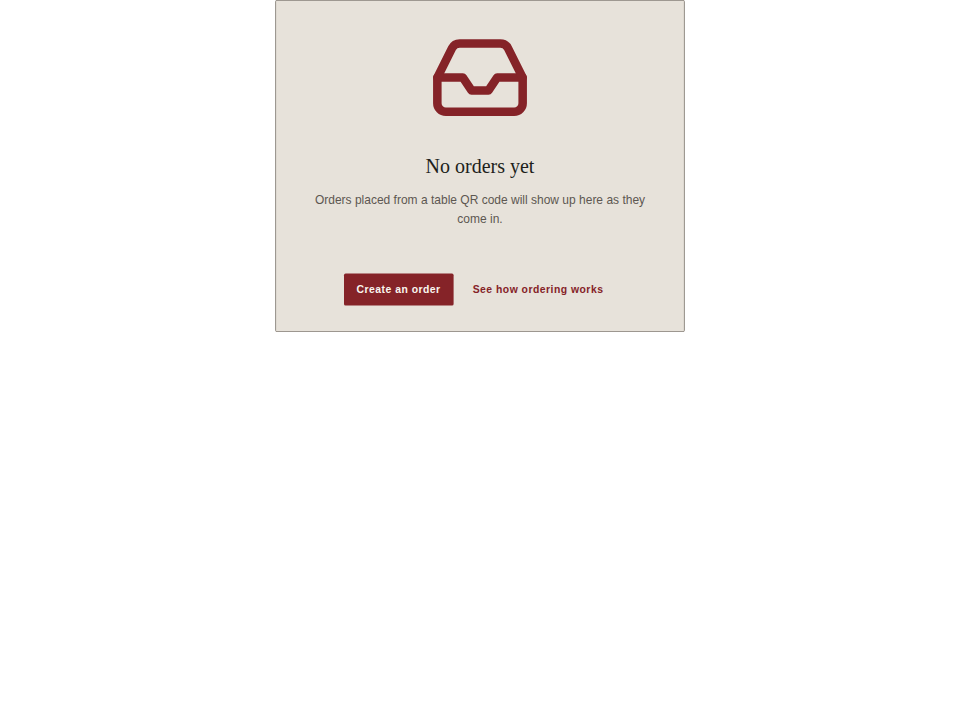 No orders yet
Orders placed from a table QR code will show up here as they
come in.
Create an order
See how ordering works